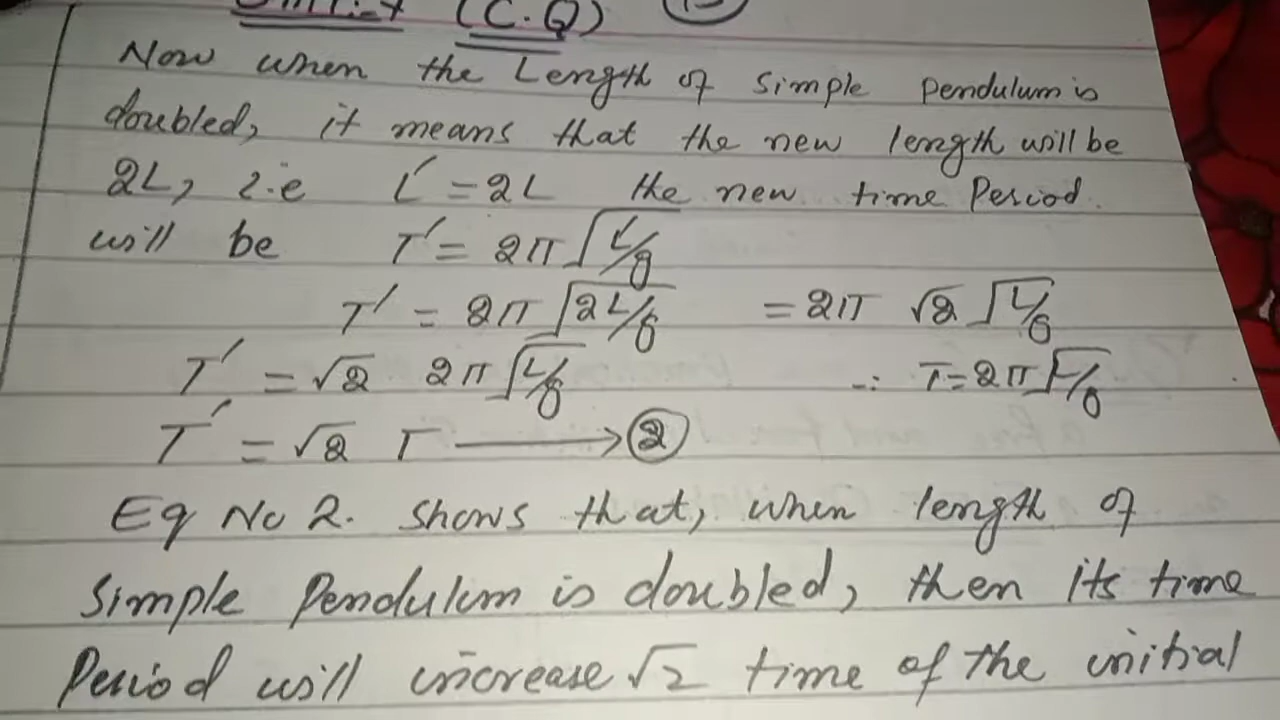 (C.Q)
Now when the Length of simple pendulum is
doubled, it means that the new length will be
2L, i.e L' = 2L the new time Period
will be T' = 2π √L'/g
T' = 2π √2L/g = 2π √2 √L/g
T' = √2 2π √L/g ∴ T = 2π √L/g
T' = √2 T ⟶ ②
Eq No 2. shows that, when length of
simple Pendulum is doubled, then its time
Period will increase √2 time of the initial